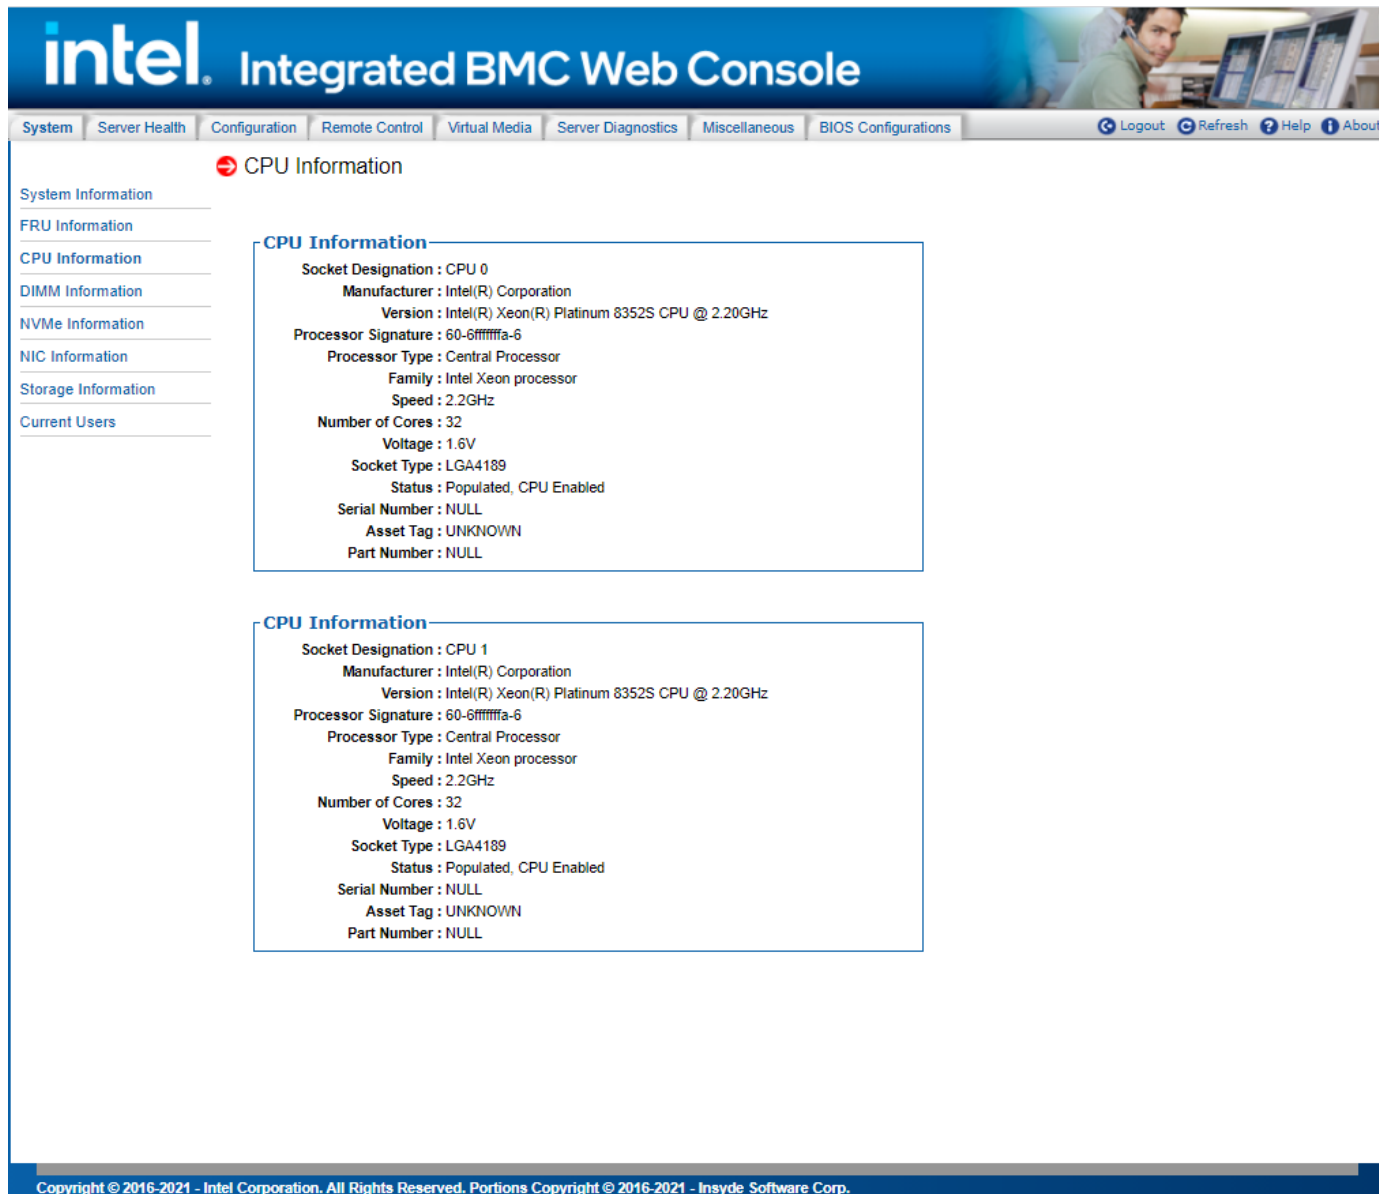 intel. Integrated BMC Web Console
System Server Health Configuration Remote Control Virtual Media Server Diagnostics Miscellaneous BIOS Configurations Logout Refresh Help About
CPU Information
System Information
FRU Information
CPU Information
DIMM Information
NVMe Information
NIC Information
Storage Information
Current Users
CPU Information
Socket Designation : CPU 0
Manufacturer : Intel(R) Corporation
Version : Intel(R) Xeon(R) Platinum 8352S CPU @ 2.20GHz
Processor Signature : 60-6fffffffa-6
Processor Type : Central Processor
Family : Intel Xeon processor
Speed : 2.2GHz
Number of Cores : 32
Voltage : 1.6V
Socket Type : LGA4189
Status : Populated, CPU Enabled
Serial Number : NULL
Asset Tag : UNKNOWN
Part Number : NULL
CPU Information
Socket Designation : CPU 1
Manufacturer : Intel(R) Corporation
Version : Intel(R) Xeon(R) Platinum 8352S CPU @ 2.20GHz
Processor Signature : 60-6fffffffa-6
Processor Type : Central Processor
Family : Intel Xeon processor
Speed : 2.2GHz
Number of Cores : 32
Voltage : 1.6V
Socket Type : LGA4189
Status : Populated, CPU Enabled
Serial Number : NULL
Asset Tag : UNKNOWN
Part Number : NULL
Copyright © 2016-2021 - Intel Corporation. All Rights Reserved. Portions Copyright © 2016-2021 - Insyde Software Corp.